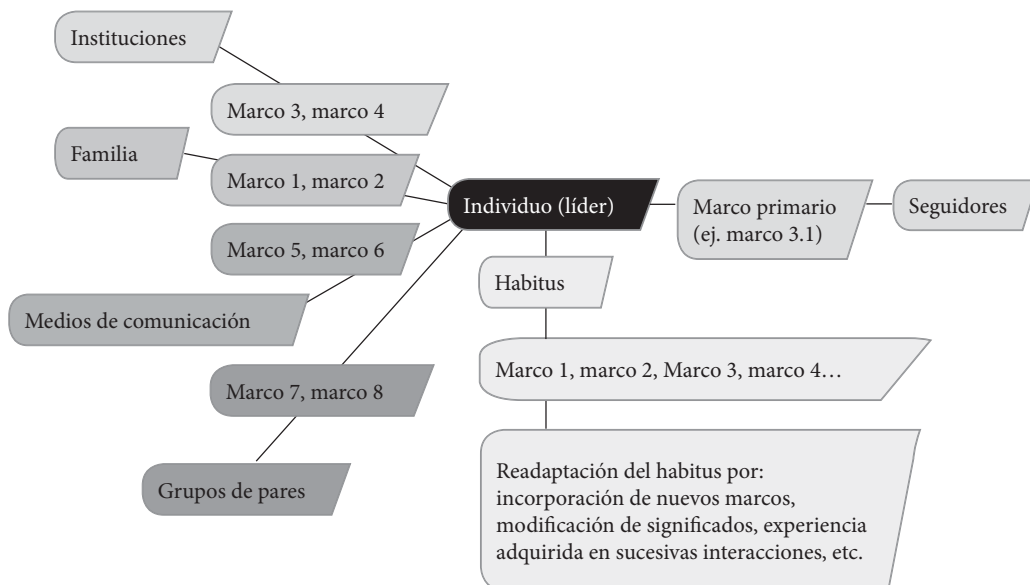 Instituciones
Marco 3, marco 4
Familia
Marco 1, marco 2
Individuo (líder)
Marco primario
(ej. marco 3.1)
Seguidores
Marco 5, marco 6
Habitus
Medios de comunicación
Marco 1, marco 2, Marco 3, marco 4…
Marco 7, marco 8
Grupos de pares
Readaptación del habitus por:
incorporación de nuevos marcos,
modificación de significados, experiencia
adquirida en sucesivas interacciones, etc.